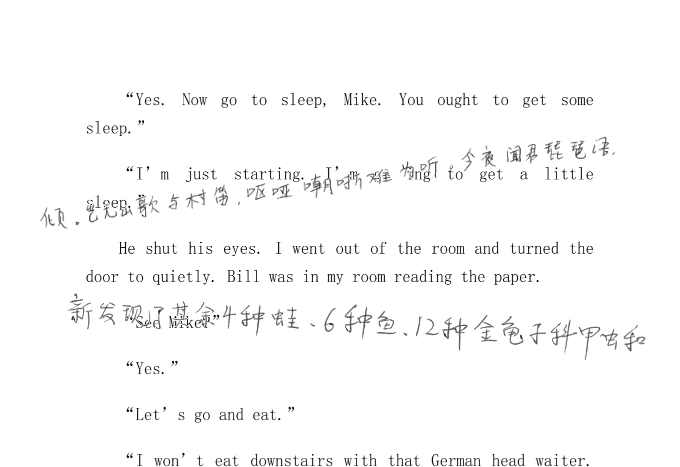 “Yes. Now go to sleep, Mike. You ought to get some
sleep.”
“I’m just starting. I’m going to get a little
sleep.”
倾。岂无山歌与村笛，呕哑嘲哳难为听。今夜闻君琵琶语，
He shut his eyes. I went out of the room and turned the
door to quietly. Bill was in my room reading the paper.
“See Mike?”
新发现了其余4种蛙、6种鱼、12种金龟子科甲虫和
“Yes.”
“Let’s go and eat.”
“I won’t eat downstairs with that German head waiter.